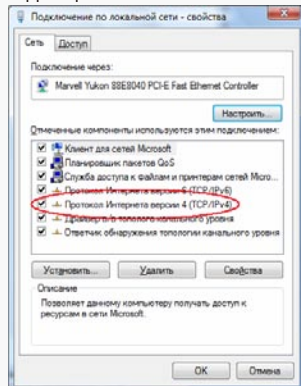 Подключение по локальной сети - свойства
Сеть
Доступ
Подключение через:
Marvell Yukon 88E8040 PCI-E Fast Ethernet Controller
Настроить...
Отмеченные компоненты используются этим подключением:
Клиент для сетей Microsoft
Планировщик пакетов QoS
Служба доступа к файлам и принтерам сетей Micro...
Протокол Интернета версии 6 (TCP/IPv6)
Протокол Интернета версии 4 (TCP/IPv4)
Драйвер в/в тополога канального уровня
Ответчик обнаружения топологии канального уровня
Установить...
Удалить
Свойства
Описание
Позволяет данному компьютеру получать доступ к
ресурсам в сети Microsoft.
OK
Отмена